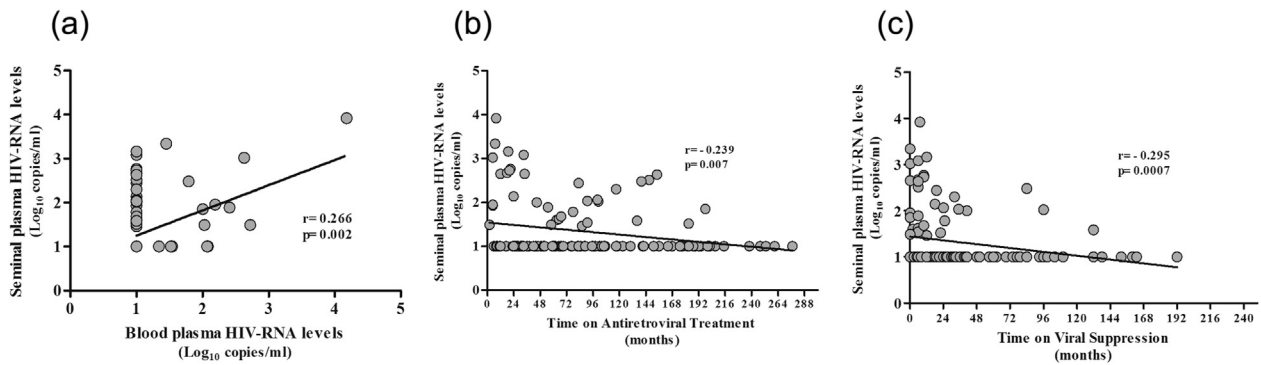 (a)
Seminal plasma HIV-RNA levels
(Log10 copies/ml)
5
4
3
2
1
0
0 1 2 3 4 5
r= 0.266
p= 0.002
Blood plasma HIV-RNA levels
(Log10 copies/ml)
(b)
Seminal plasma HIV-RNA levels
(Log10 copies/ml)
5
4
3
2
1
0
0 24 48 72 96 120 144 168 192 216 240 264 288
r= - 0.239
p= 0.007
Time on Antiretroviral Treatment
(months)
(c)
Seminal plasma HIV-RNA levels
(Log10 copies/ml)
5
4
3
2
1
0
0 24 48 72 96 120 144 168 192 216 240
r= - 0.295
p= 0.0007
Time on Viral Suppression
(months)